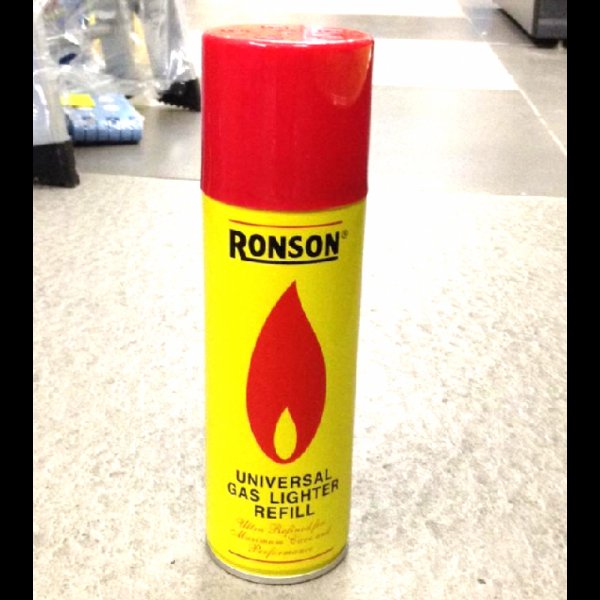 RONSON®
UNIVERSAL
GAS LIGHTER
REFILL
Ultra Refined for
Maximum Care and
Performance